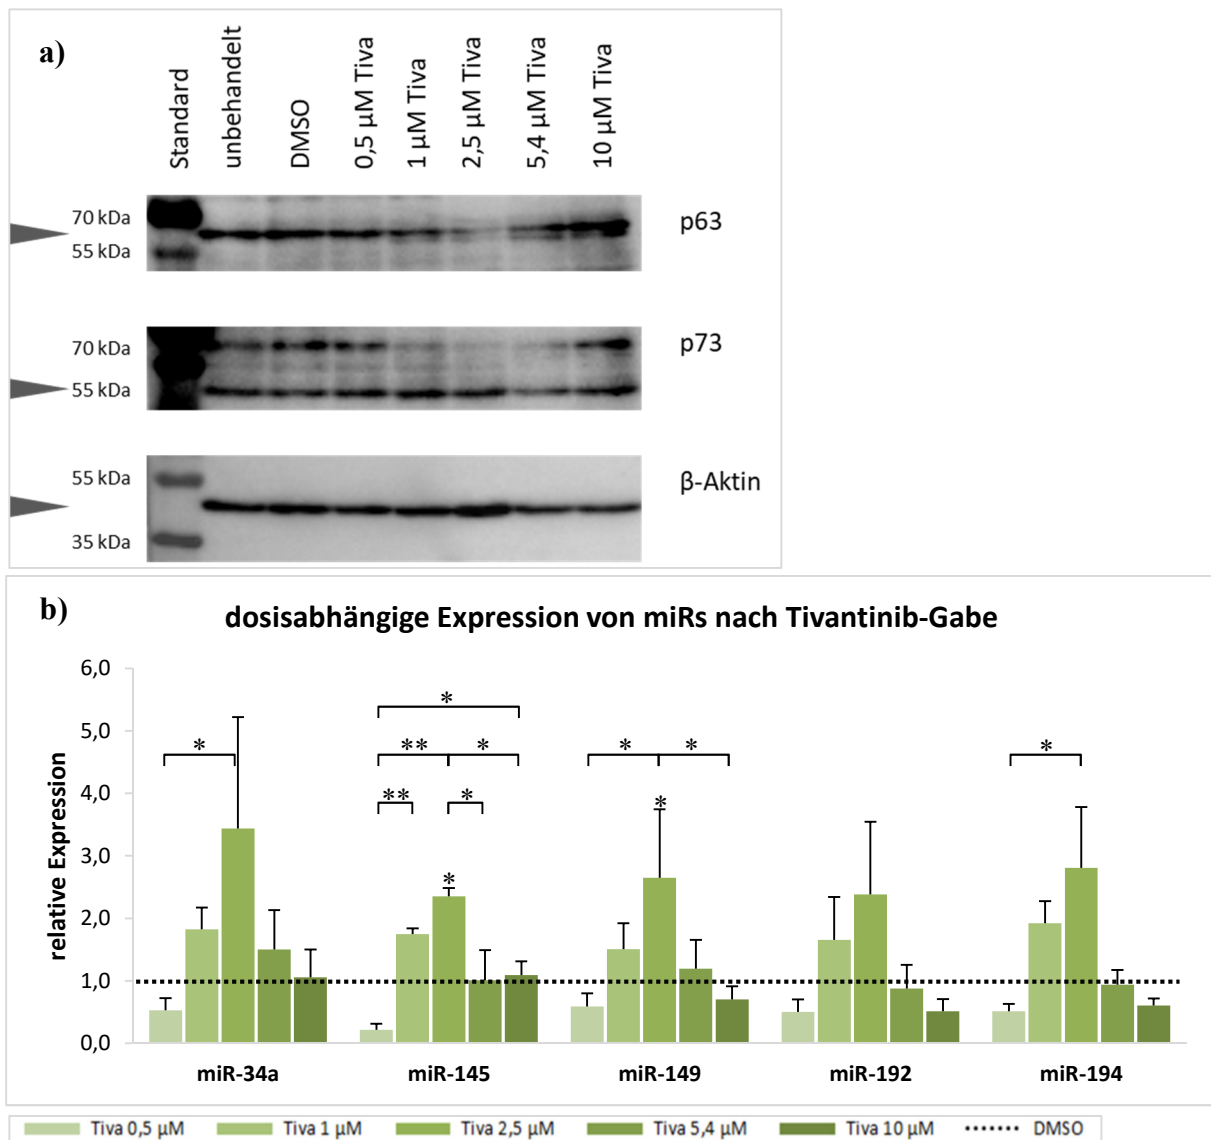 a)
Standard
unbehandelt
DMSO
0,5 µM Tiva
1 µM Tiva
2,5 µM Tiva
5,4 µM Tiva
10 µM Tiva
70 kDa
55 kDa
p63
70 kDa
55 kDa
p73
55 kDa
35 kDa
β-Aktin
b)
dosisabhängige Expression von miRs nach Tivantinib-Gabe
relative Expression
6,0
5,0
4,0
3,0
2,0
1,0
0,0
*
*
** *
** *
*
* *
*
*
miR-34a miR-145 miR-149 miR-192 miR-194
Tiva 0,5 µM Tiva 1 µM Tiva 2,5 µM Tiva 5,4 µM Tiva 10 µM DMSO